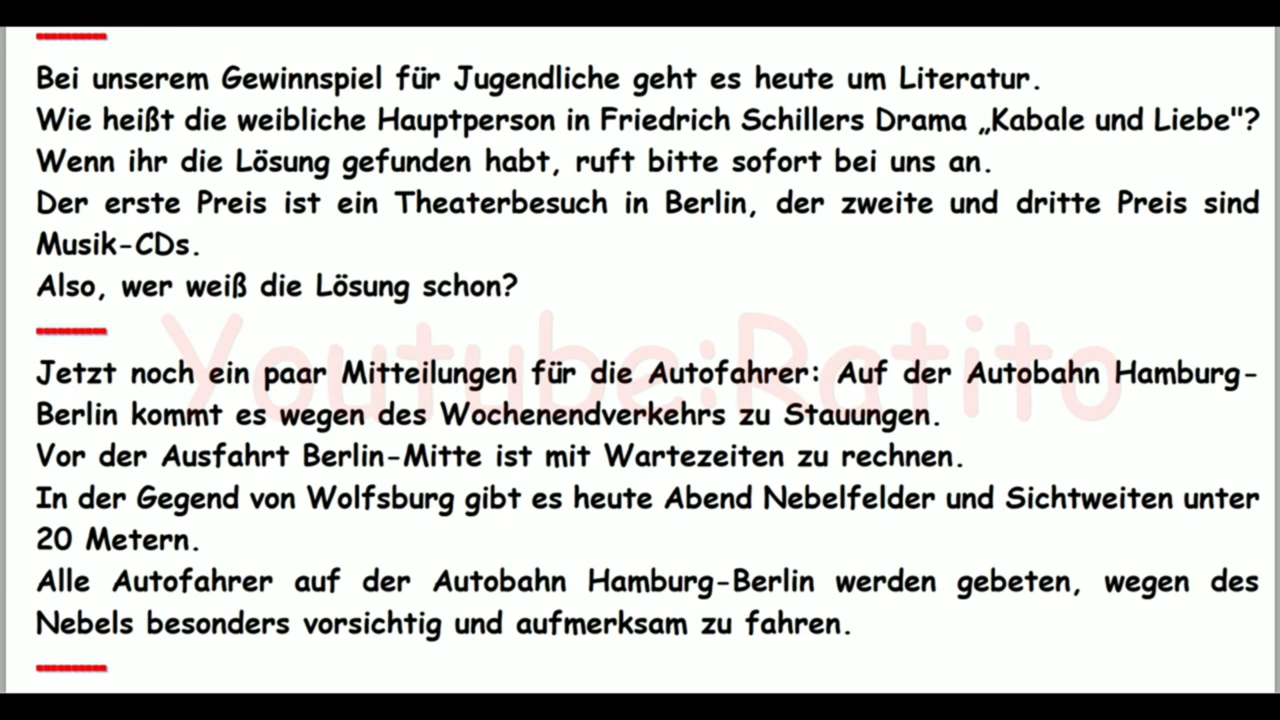 Bei unserem Gewinnspiel für Jugendliche geht es heute um Literatur.
Wie heißt die weibliche Hauptperson in Friedrich Schillers Drama „Kabale und Liebe"?
Wenn ihr die Lösung gefunden habt, ruft bitte sofort bei uns an.
Der erste Preis ist ein Theaterbesuch in Berlin, der zweite und dritte Preis sind
Musik-CDs.
Also, wer weiß die Lösung schon?
Youtube:Ratito
Jetzt noch ein paar Mitteilungen für die Autofahrer: Auf der Autobahn Hamburg-
Berlin kommt es wegen des Wochenendverkehrs zu Stauungen.
Vor der Ausfahrt Berlin-Mitte ist mit Wartezeiten zu rechnen.
In der Gegend von Wolfsburg gibt es heute Abend Nebelfelder und Sichtweiten unter
20 Metern.
Alle Autofahrer auf der Autobahn Hamburg-Berlin werden gebeten, wegen des
Nebels besonders vorsichtig und aufmerksam zu fahren.